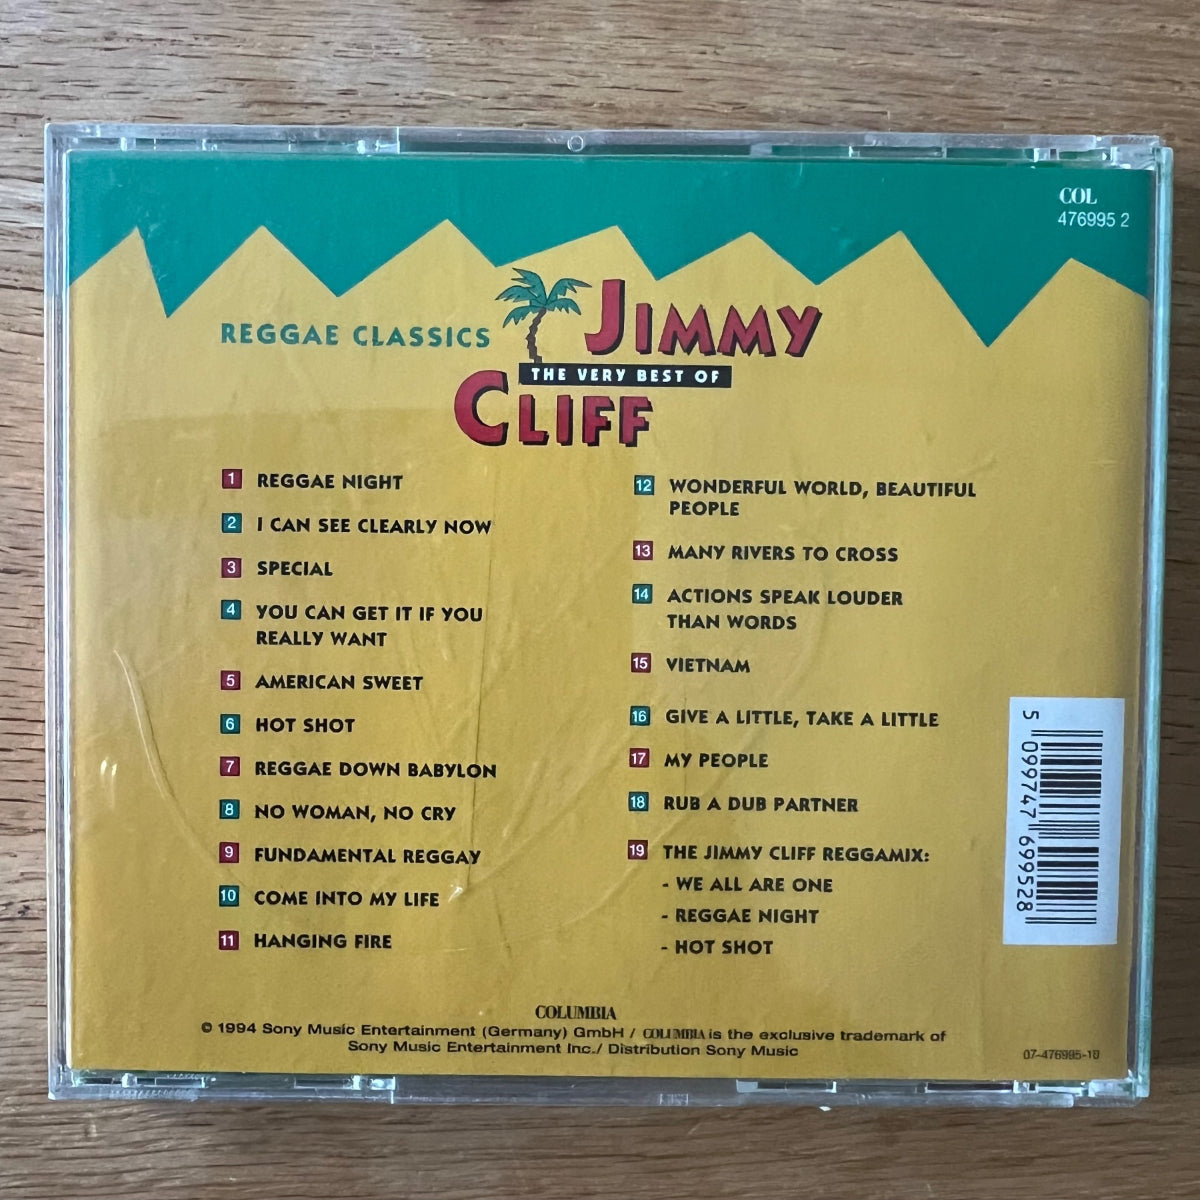 COL
476995 2
REGGAE CLASSICS
JIMMY
THE VERY BEST OF
CLIFF
1 REGGAE NIGHT
2 I CAN SEE CLEARLY NOW
3 SPECIAL
4 YOU CAN GET IT IF YOU
REALLY WANT
5 AMERICAN SWEET
6 HOT SHOT
7 REGGAE DOWN BABYLON
8 NO WOMAN, NO CRY
9 FUNDAMENTAL REGGAY
10 COME INTO MY LIFE
11 HANGING FIRE
12 WONDERFUL WORLD, BEAUTIFUL
PEOPLE
13 MANY RIVERS TO CROSS
14 ACTIONS SPEAK LOUDER
THAN WORDS
15 VIETNAM
16 GIVE A LITTLE, TAKE A LITTLE
17 MY PEOPLE
18 RUB A DUB PARTNER
19 THE JIMMY CLIFF REGGAMIX:
- WE ALL ARE ONE
- REGGAE NIGHT
- HOT SHOT
5 099747 699528
COLUMBIA
© 1994 Sony Music Entertainment (Germany) GmbH / COLUMBIA is the exclusive trademark of
Sony Music Entertainment Inc./ Distribution Sony Music
07-476995-10